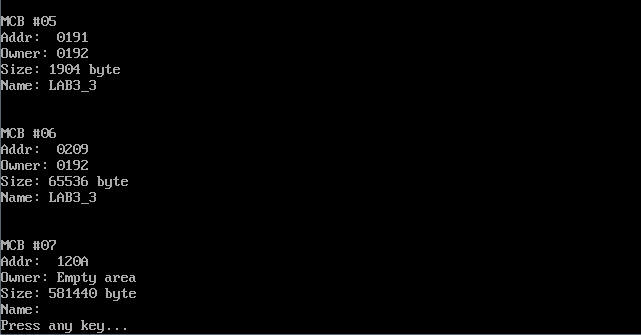 MCB #05
Addr:  0191
Owner: 0192
Size: 1904 byte
Name: LAB3_3
MCB #06
Addr:  0209
Owner: 0192
Size: 65536 byte
Name: LAB3_3
MCB #07
Addr:  120A
Owner: Empty area
Size: 581440 byte
Name:
Press any key...